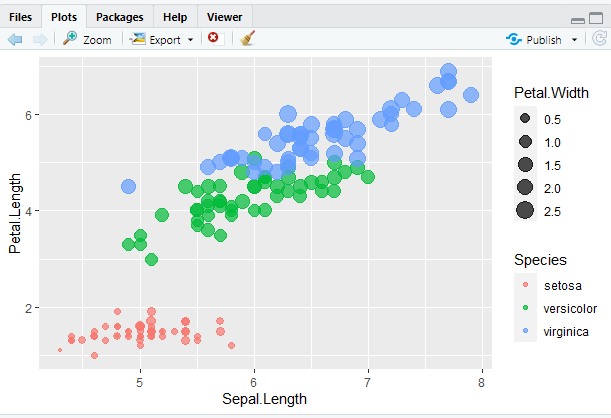 Files Plots Packages Help Viewer
Zoom Export Publish
Petal.Length
6
4
2
5 6 7 8
Sepal.Length
Petal.Width
0.5
1.0
1.5
2.0
2.5
Species
setosa
versicolor
virginica